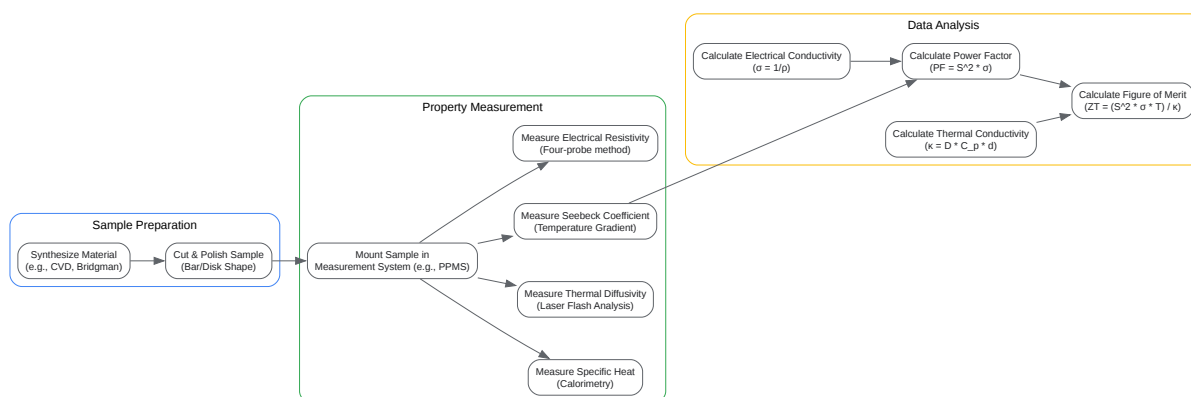 Sample Preparation
Synthesize Material
(e.g., CVD, Bridgman)
Cut & Polish Sample
(Bar/Disk Shape)
Property Measurement
Mount Sample in
Measurement System (e.g., PPMS)
Measure Electrical Resistivity
(Four-probe method)
Measure Seebeck Coefficient
(Temperature Gradient)
Measure Thermal Diffusivity
(Laser Flash Analysis)
Measure Specific Heat
(Calorimetry)
Data Analysis
Calculate Electrical Conductivity
(σ = 1/ρ)
Calculate Power Factor
(PF = S^2 * σ)
Calculate Thermal Conductivity
(κ = D * C_p * d)
Calculate Figure of Merit
(ZT = (S^2 * σ * T) / κ)